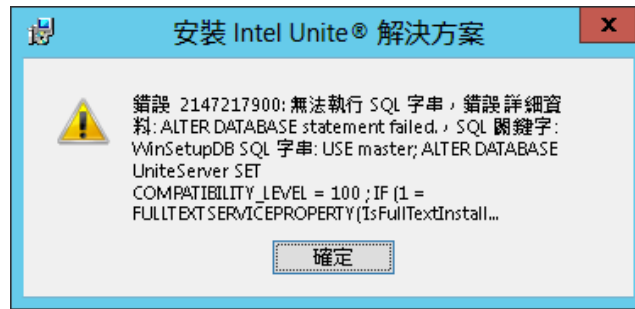 安裝 Intel Unite® 解決方案
x
錯誤 2147217900: 無法執行 SQL 字串，錯誤詳細資
料: ALTER DATABASE statement failed.，SQL 關鍵字:
WinSetupDB SQL 字串: USE master; ALTER DATABASE
UniteServer SET
COMPATIBILITY_LEVEL = 100 ; IF (1 =
FULLTEXTSERVICEPROPERTY('IsFullTextInstall...
確定